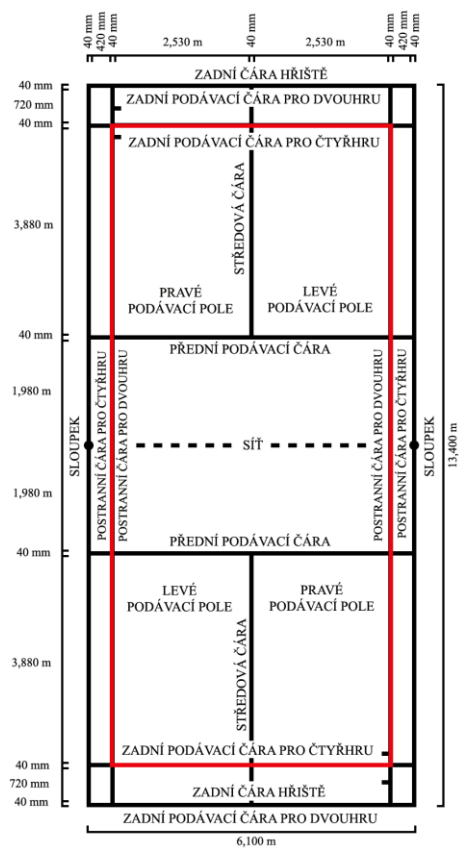 40 mm
420 mm
40 mm
2,530 m
40 mm
2,530 m
40 mm
420 mm
40 mm
ZADNÍ ČÁRA HŘIŠTĚ
40 mm
ZADNÍ PODÁVACÍ ČÁRA PRO DVOUHRU
720 mm
40 mm
ZADNÍ PODÁVACÍ ČÁRA PRO ČTYŘHRU
STŘEDOVÁ ČÁRA
3,880 m
PRAVÉ
PODÁVACÍ POLE
LEVÉ
PODÁVACÍ POLE
40 mm
PŘEDNÍ PODÁVACÍ ČÁRA
1,980 m
SLOUPEK
POSTRANNÍ ČÁRA PRO ČTYŘHRU
POSTRANNÍ ČÁRA PRO DVOUHRU
SÍŤ
POSTRANNÍ ČÁRA PRO DVOUHRU
POSTRANNÍ ČÁRA PRO ČTYŘHRU
SLOUPEK
13,400 m
1,980 m
PŘEDNÍ PODÁVACÍ ČÁRA
40 mm
LEVÉ
PODÁVACÍ POLE
PRAVÉ
PODÁVACÍ POLE
3,880 m
STŘEDOVÁ ČÁRA
ZADNÍ PODÁVACÍ ČÁRA PRO ČTYŘHRU
40 mm
720 mm
ZADNÍ ČÁRA HŘIŠTĚ
40 mm
ZADNÍ PODÁVACÍ ČÁRA PRO DVOUHRU
6,100 m